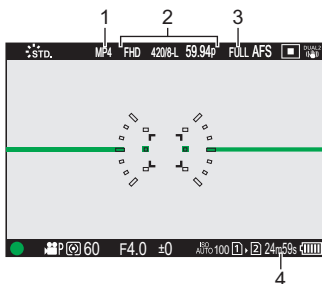 1 2 3
STD. MP4 FHD 420/8-L 59.94p FULL AFS DUAL2
P 60 F4.0 ±0 ISO AUTO 100 1 2 24m59s
4